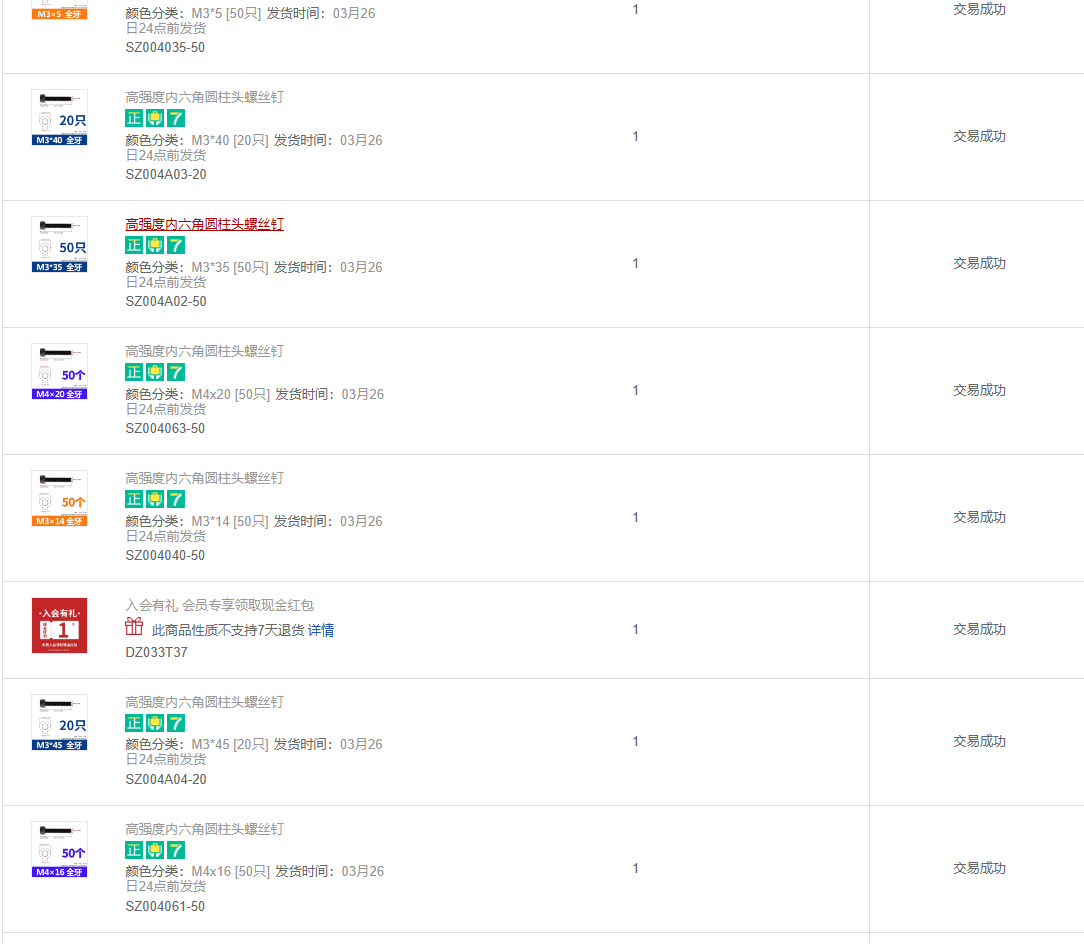 M3×5 全牙
颜色分类：M3*5 [50只] 发货时间：03月26
日24点前发货
SZ004035-50
1
交易成功
20只
M3*40 全牙
高强度内六角圆柱头螺丝钉
正 7
颜色分类：M3*40 [20只] 发货时间：03月26
日24点前发货
SZ004A03-20
1
交易成功
50只
M3*35 全牙
高强度内六角圆柱头螺丝钉
正 7
颜色分类：M3*35 [50只] 发货时间：03月26
日24点前发货
SZ004A02-50
1
交易成功
50个
M4×20 全牙
高强度内六角圆柱头螺丝钉
正 7
颜色分类：M4x20 [50只] 发货时间：03月26
日24点前发货
SZ004063-50
1
交易成功
50个
M3×14 全牙
高强度内六角圆柱头螺丝钉
正 7
颜色分类：M3*14 [50只] 发货时间：03月26
日24点前发货
SZ004040-50
1
交易成功
·入会有礼·
1
入会有礼 会员专享领取现金红包
此商品性质不支持7天退货 详情
DZ033T37
1
交易成功
20只
M3*45 全牙
高强度内六角圆柱头螺丝钉
正 7
颜色分类：M3*45 [20只] 发货时间：03月26
日24点前发货
SZ004A04-20
1
交易成功
50个
M4×16 全牙
高强度内六角圆柱头螺丝钉
正 7
颜色分类：M4x16 [50只] 发货时间：03月26
日24点前发货
SZ004061-50
1
交易成功